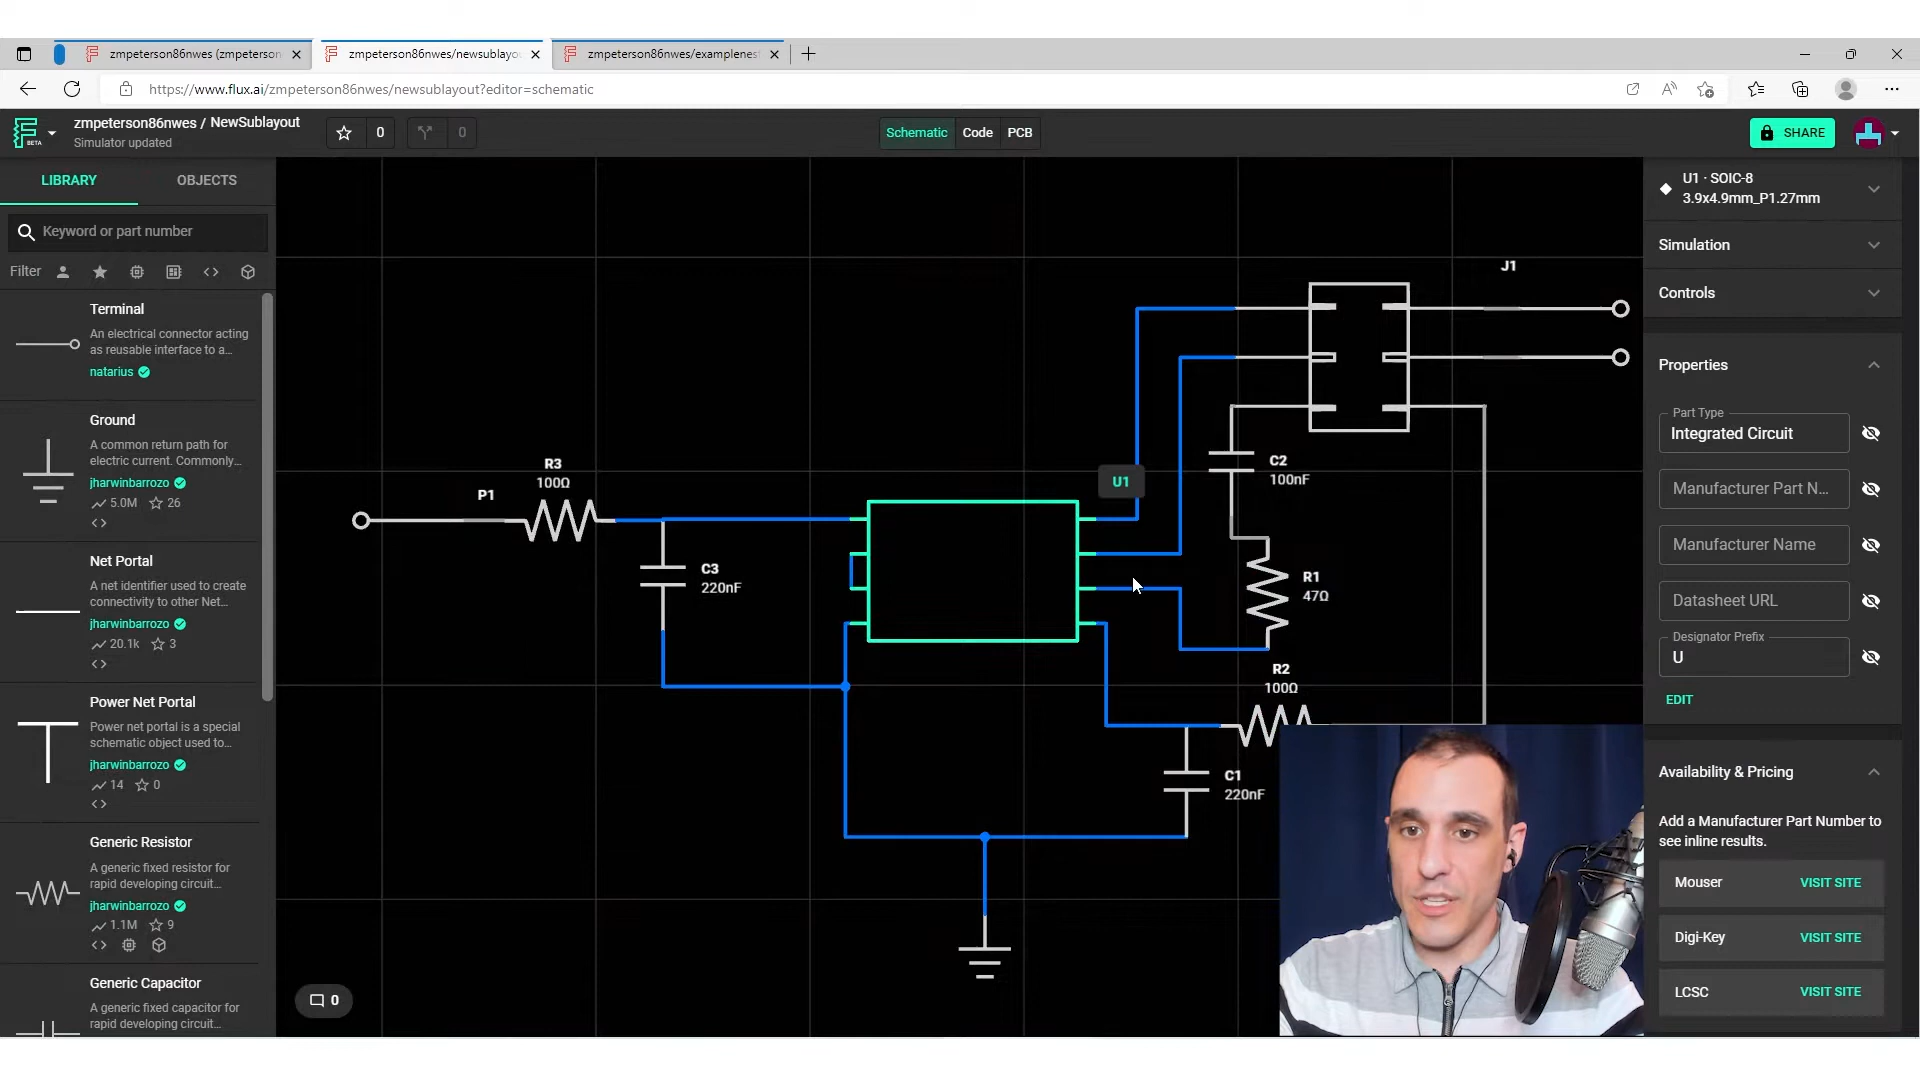 zmpeterson86nwes (zmpeterson
zmpeterson86nwes/newsublayo
zmpeterson86nwes/examplenes
https://www.flux.ai/zmpeterson86nwes/newsublayout?editor=schematic
BETA
zmpeterson86nwes / NewSublayout
Simulator updated
0
0
Schematic
Code
PCB
SHARE
LIBRARY
OBJECTS
Keyword or part number
Filter
Terminal
An electrical connector acting
as reusable interface to a...
natarius
Ground
A common return path for
electric current. Commonly...
jharwinbarrozo
5.0M
26
Net Portal
A net identifier used to create
connectivity to other Net...
jharwinbarrozo
20.1k
3
Power Net Portal
Power net portal is a special
schematic object used to...
jharwinbarrozo
14
0
Generic Resistor
A generic fixed resistor for
rapid developing circuit...
jharwinbarrozo
1.1M
9
Generic Capacitor
A generic fixed capacitor for
rapid developing circuit...
P1
R3
100Ω
C3
220nF
U1
J1
C2
100nF
R1
47Ω
R2
100Ω
C1
220nF
0
U1 · SOIC-8
3.9x4.9mm_P1.27mm
Simulation
Controls
Properties
Part Type
Integrated Circuit
Manufacturer Part N...
Manufacturer Name
Datasheet URL
Designator Prefix
U
EDIT
Availability & Pricing
Add a Manufacturer Part Number to
see inline results.
Mouser
VISIT SITE
Digi-Key
VISIT SITE
LCSC
VISIT SITE